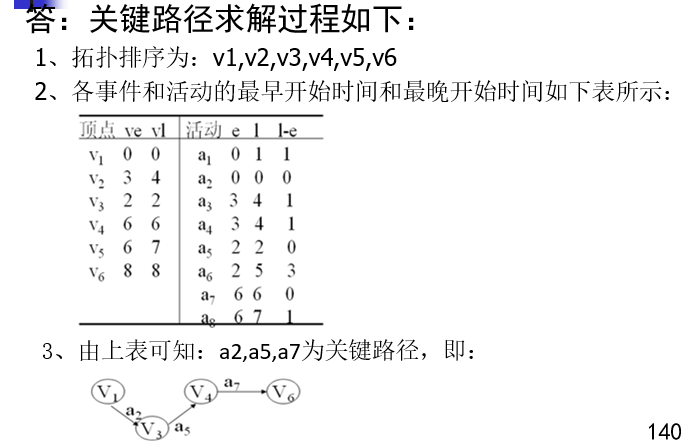 答：关键路径求解过程如下：
1、拓扑排序为：v1,v2,v3,v4,v5,v6
2、各事件和活动的最早开始时间和最晚开始时间如下表所示：
顶点 ve vl 活动 e l l-e
V1 0 0 a1 0 1 1
V2 3 4 a2 0 0 0
V3 2 2 a3 3 4 1
V4 6 6 a4 3 4 1
V5 6 7 a5 2 2 0
V6 8 8 a6 2 5 3
a7 6 6 0
a8 6 7 1
3、由上表可知：a2,a5,a7为关键路径，即：
V1 V4 a7 V6
a2 V3 a5
140